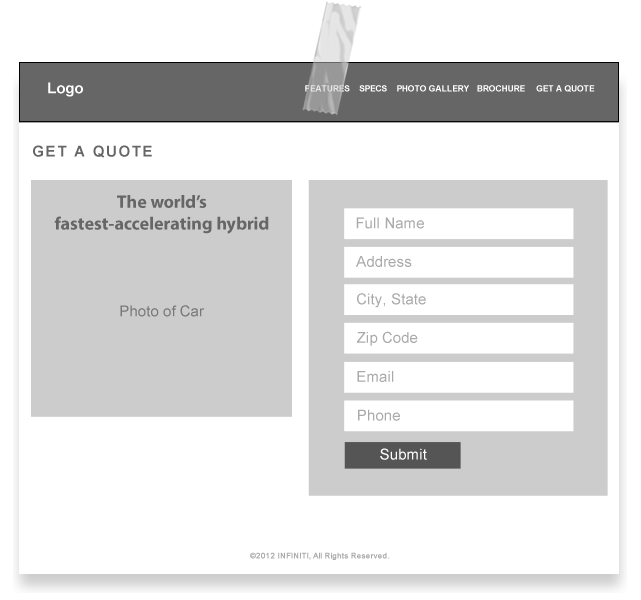 Logo
FEATURES SPECS PHOTO GALLERY BROCHURE GET A QUOTE
GET A QUOTE
The world's
fastest-accelerating hybrid
Photo of Car
Full Name
Address
City, State
Zip Code
Email
Phone
Submit
©2012 INFINITI, All Rights Reserved.